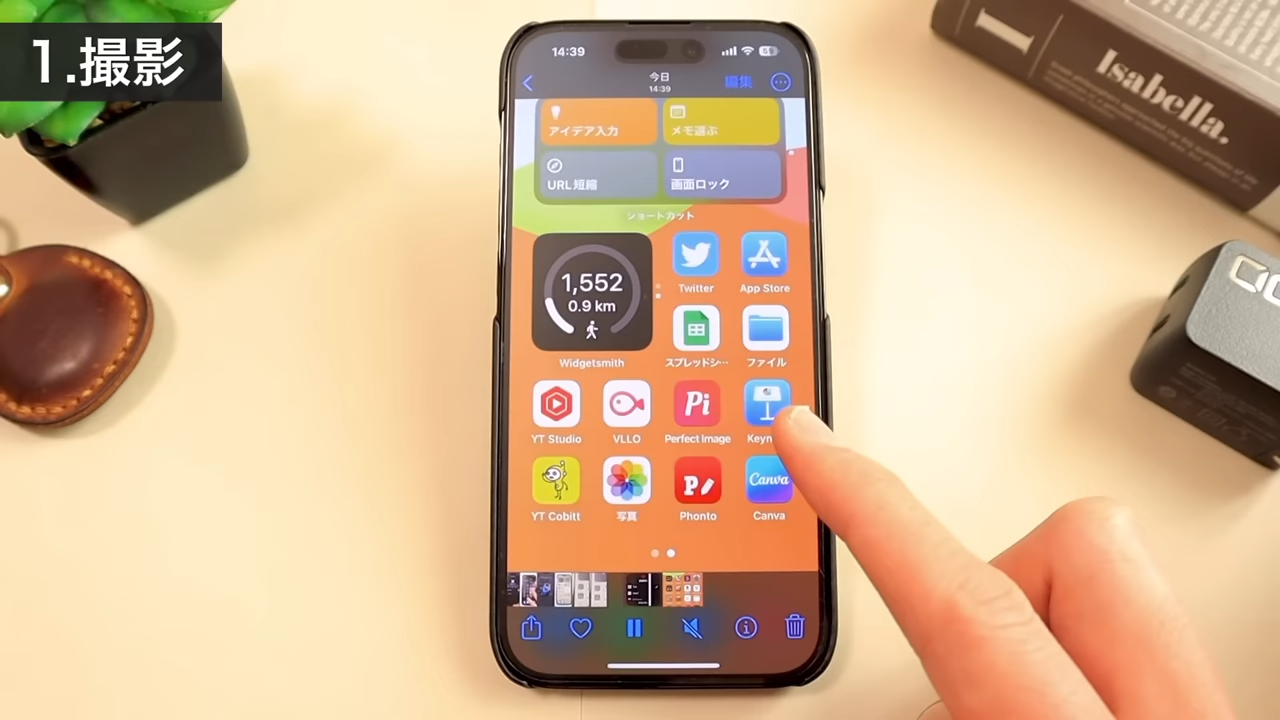 1.撮影
14:39
今日
14:39
編集
アイデア入力
メモ選ぶ
URL短縮
画面ロック
ショートカット
1,552
0.9 km
Widgetsmith
Twitter
App Store
スプレッドシ…
ファイル
YT Studio
VLLO
Pi
Perfect Image
Keyn
YT Cobitt
写真
P
Phonto
Canva
Canva
Isabella,